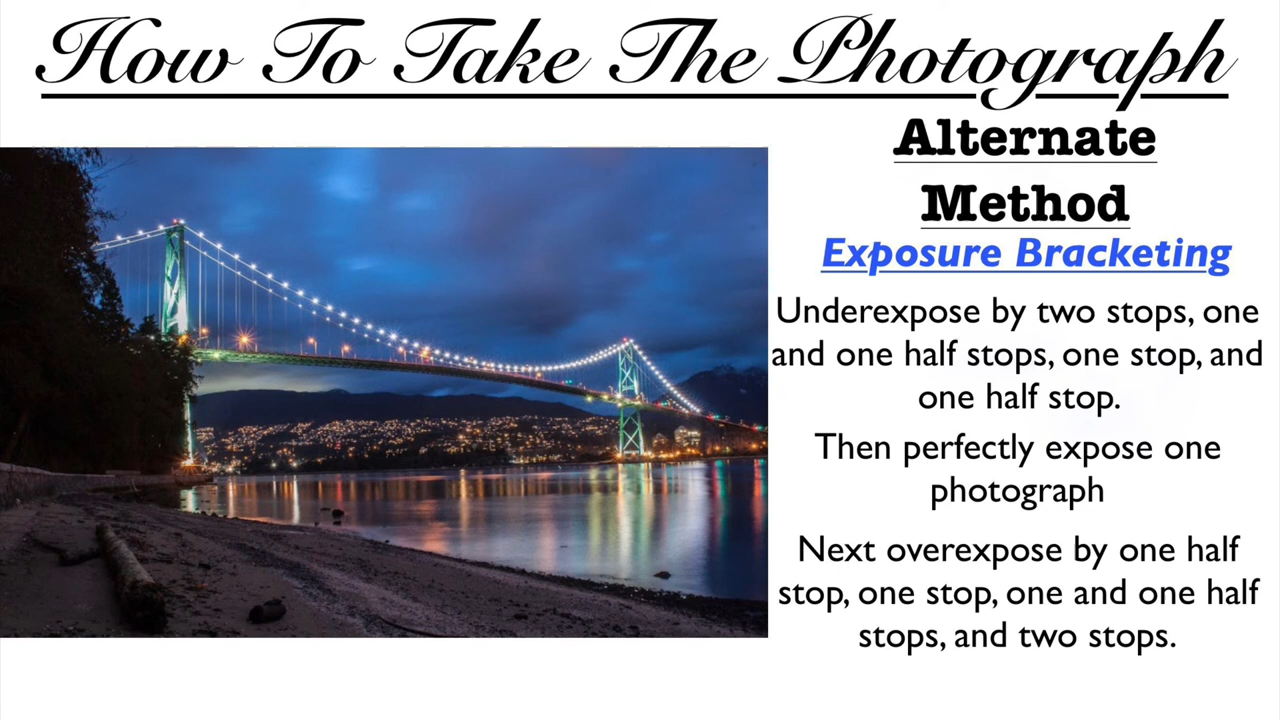 How To Take The Photograph
Alternate
Method
Exposure Bracketing
Underexpose by two stops, one
and one half stops, one stop, and
one half stop.
Then perfectly expose one
photograph
Next overexpose by one half
stop, one stop, one and one half
stops, and two stops.